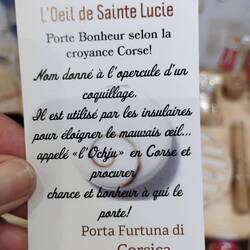 L'Oeil de Sainte Lucie
Porte Bonheur selon la
croyance Corse!
Nom donné à l'opercule d'un
coquillage.
Il est utilisé par les insulaires
pour éloigner le mauvais œil...
appelé «l'Ochju» en Corse et
procurer
chance et bonheur à qui le
porte!
Porta Furtuna di
Corsica